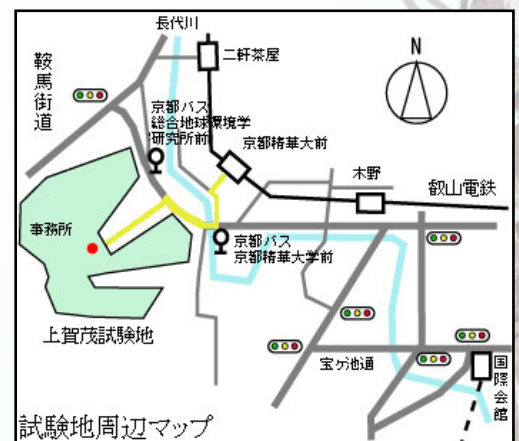 長代川
二軒茶屋
N
鞍馬街道
京都バス
総合地球環境学
研究所前
京都精華大前
木野
叡山電鉄
事務所
京都バス
京都精華大学前
上賀茂試験地
宝ヶ池通
国際会館
試験地周辺マップ